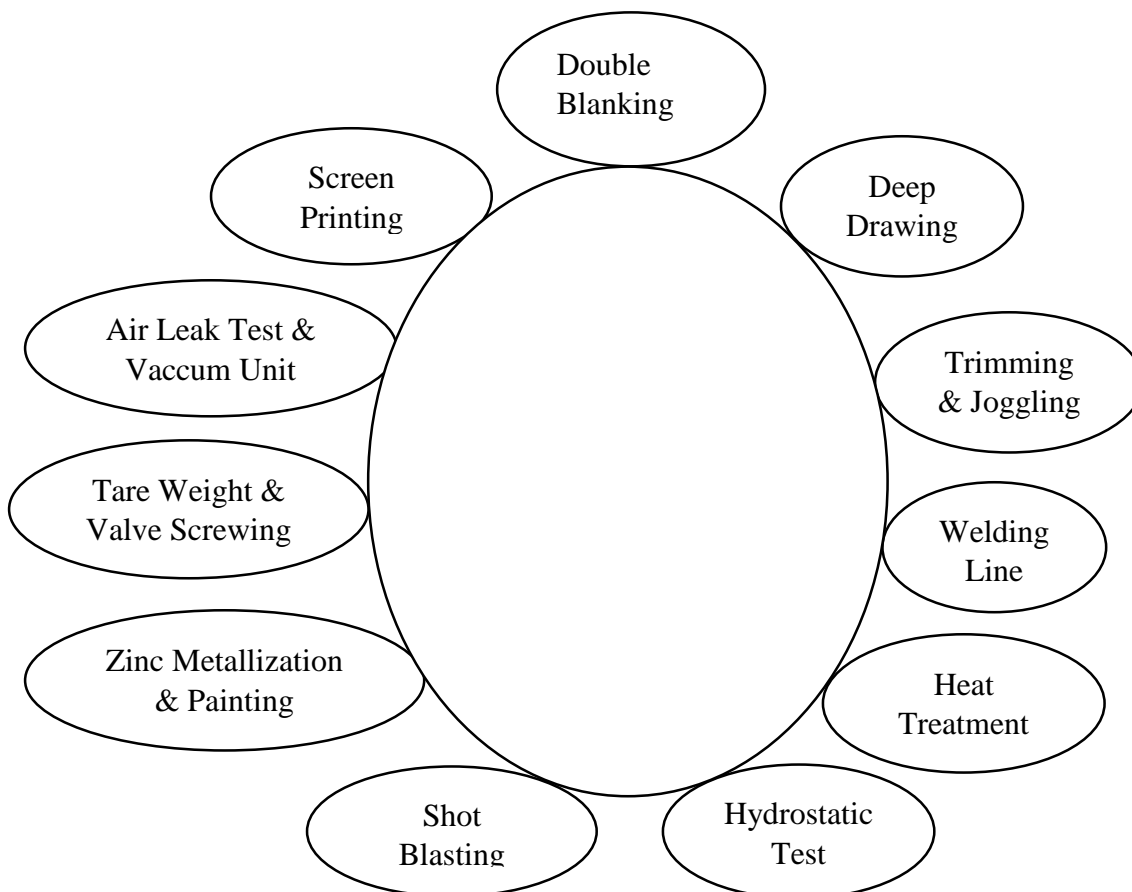 Double
Blanking
Deep
Drawing
Trimming
& Joggling
Welding
Line
Heat
Treatment
Hydrostatic
Test
Shot
Blasting
Zinc Metallization
& Painting
Tare Weight &
Valve Screwing
Air Leak Test &
Vaccum Unit
Screen
Printing